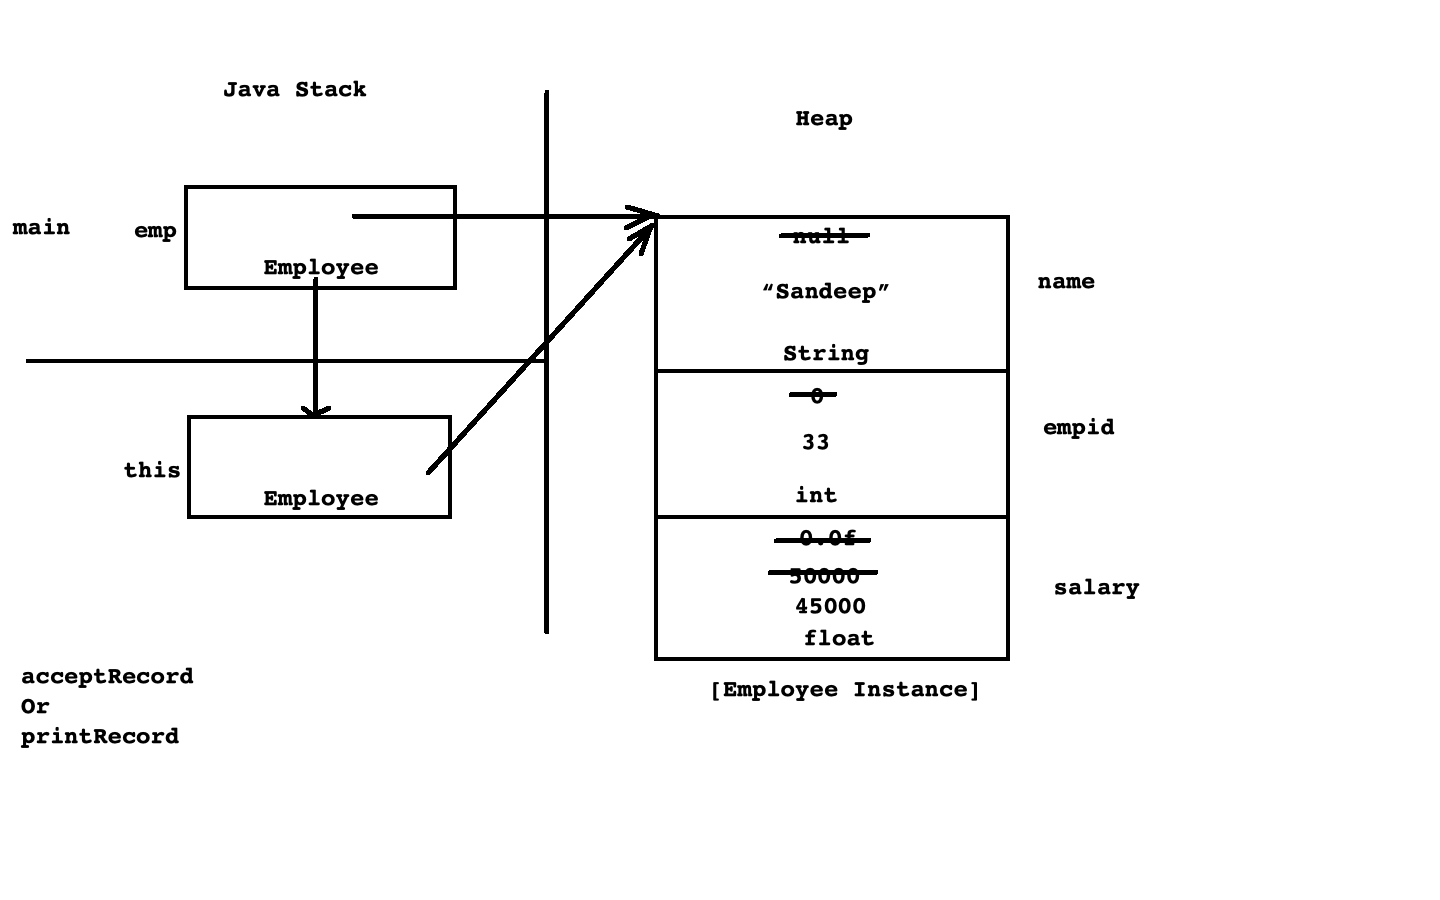 Java Stack
Heap
main
emp
Employee
this
Employee
null
“Sandeep”
String
name
0
33
int
empid
0.0f
50000
45000
float
salary
[Employee Instance]
acceptRecord
Or
printRecord